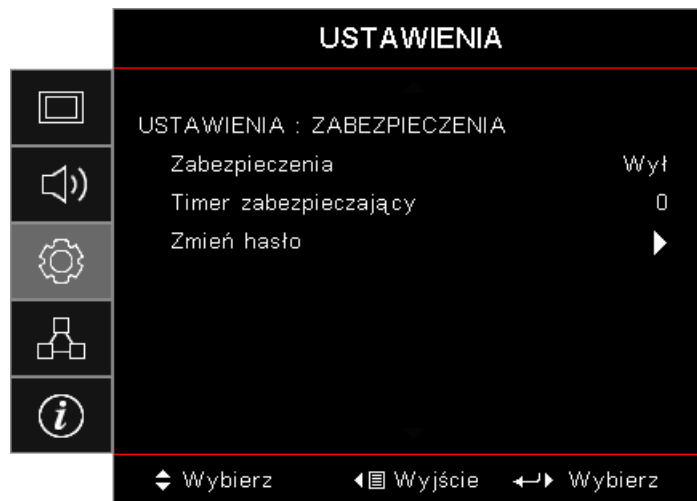 USTAWIENIA
USTAWIENIA : ZABEZPIECZENIA
Zabezpieczenia Wył
Timer zabezpieczający 0
Zmień hasło
Wybierz Wyjście Wybierz